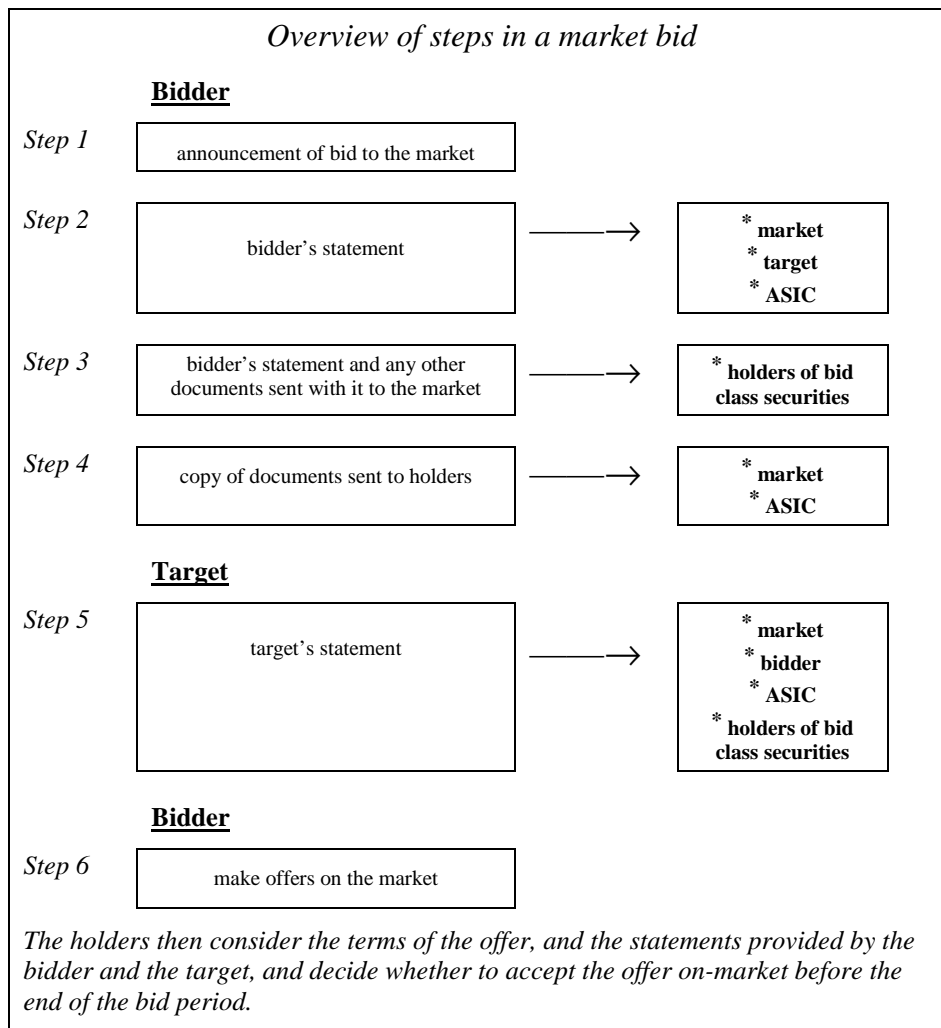 Overview of steps in a market bid
Bidder
Step 1
announcement of bid to the market
Step 2
bidder’s statement
* market
* target
* ASIC
Step 3
bidder’s statement and any other
documents sent with it to the market
* holders of bid
class securities
Step 4
copy of documents sent to holders
* market
* ASIC
Target
Step 5
target’s statement
* market
* bidder
* ASIC
* holders of bid
class securities
Bidder
Step 6
make offers on the market
The holders then consider the terms of the offer, and the statements provided by the
bidder and the target, and decide whether to accept the offer on-market before the
end of the bid period.